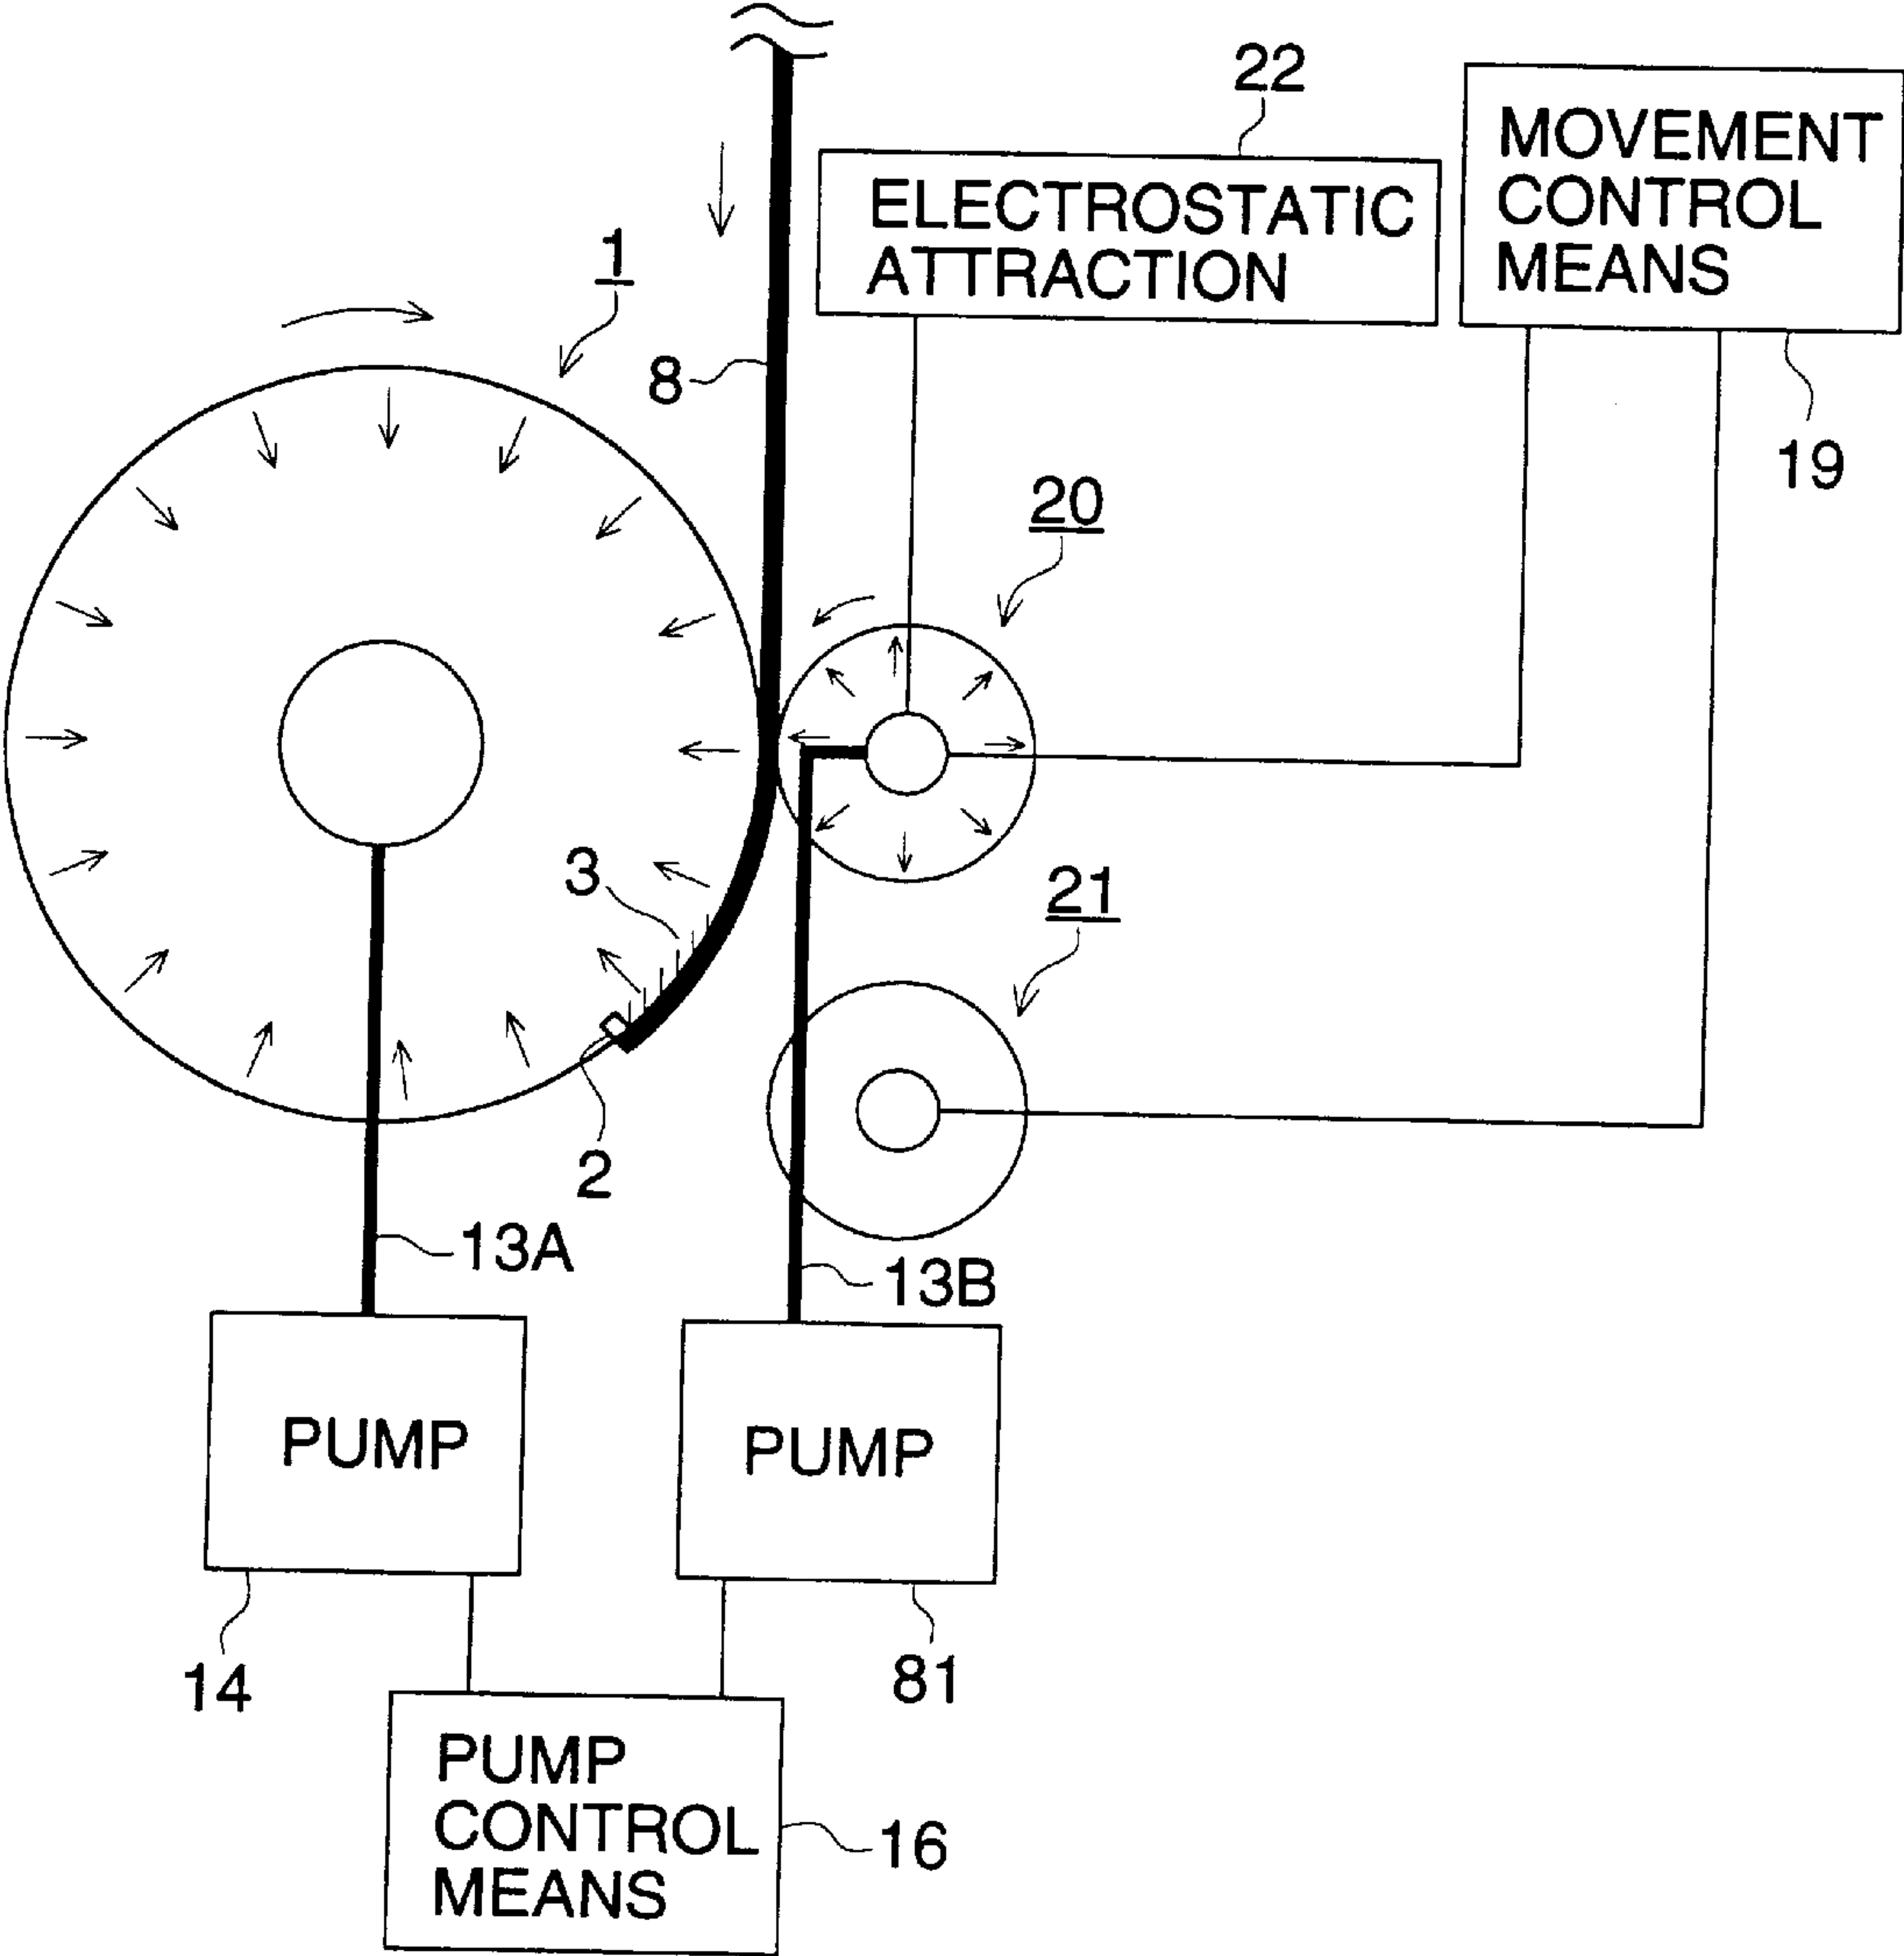 22
MOVEMENT
CONTROL
MEANS
ELECTROSTATIC
ATTRACTION
1
8
19
20
3
21
2
13A
13B
PUMP
PUMP
14
81
PUMP
CONTROL
MEANS
16